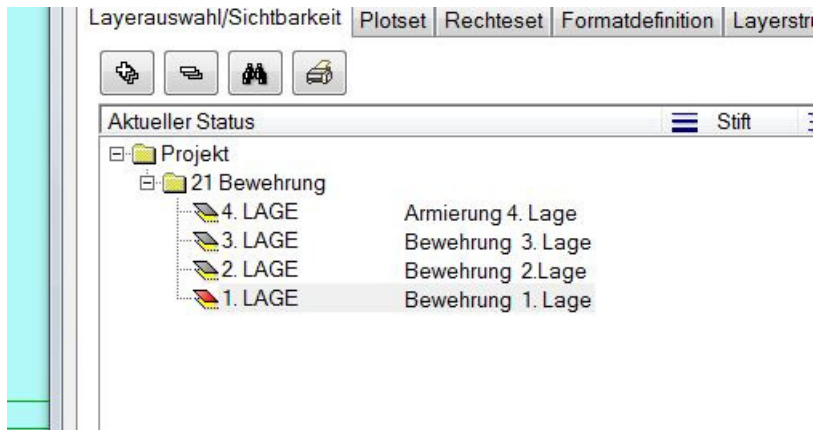 Layerauswahl/Sichtbarkeit Plotset Rechteset Formatdefinition
Aktueller Status Stift
Projekt
21 Bewehrung
4. LAGE Armierung 4. Lage
3. LAGE Bewehrung 3. Lage
2. LAGE Bewehrung 2.Lage
1. LAGE Bewehrung 1. Lage